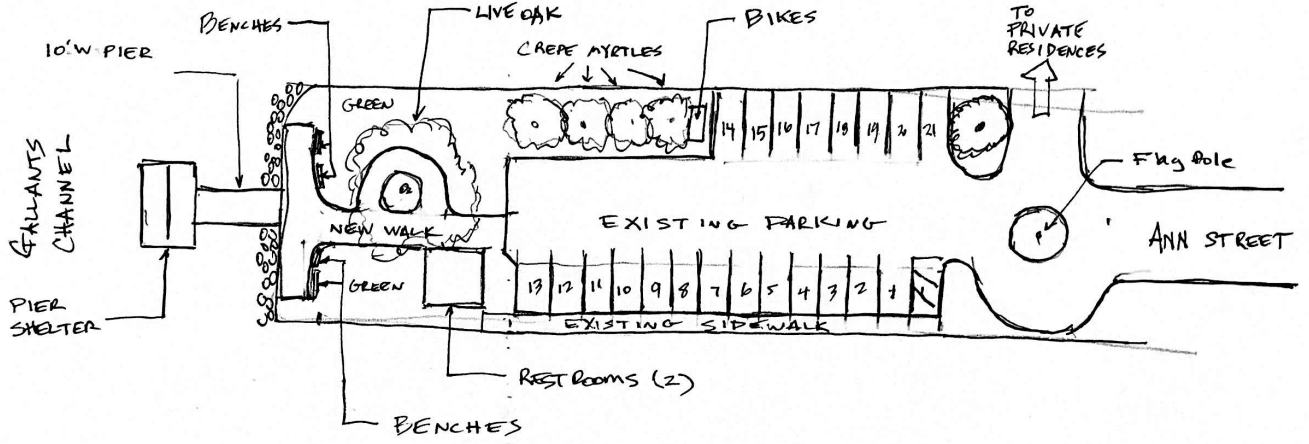 BENCHES
LIVE OAK
BIKES
TO
PRIVATE
RESIDENCES
10'W PIER
CREPE MYRTLES
GREEN
14 15 16 17 18 19 20 21
GALLANTS
CHANNEL
Flag Pole
NEW WALK
EXISTING PARKING
ANN STREET
PIER
SHELTER
GREEN
13 12 11 10 9 8 7 6 5 4 3 2 1
EXISTING SIDEWALK
RESTROOMS (2)
BENCHES